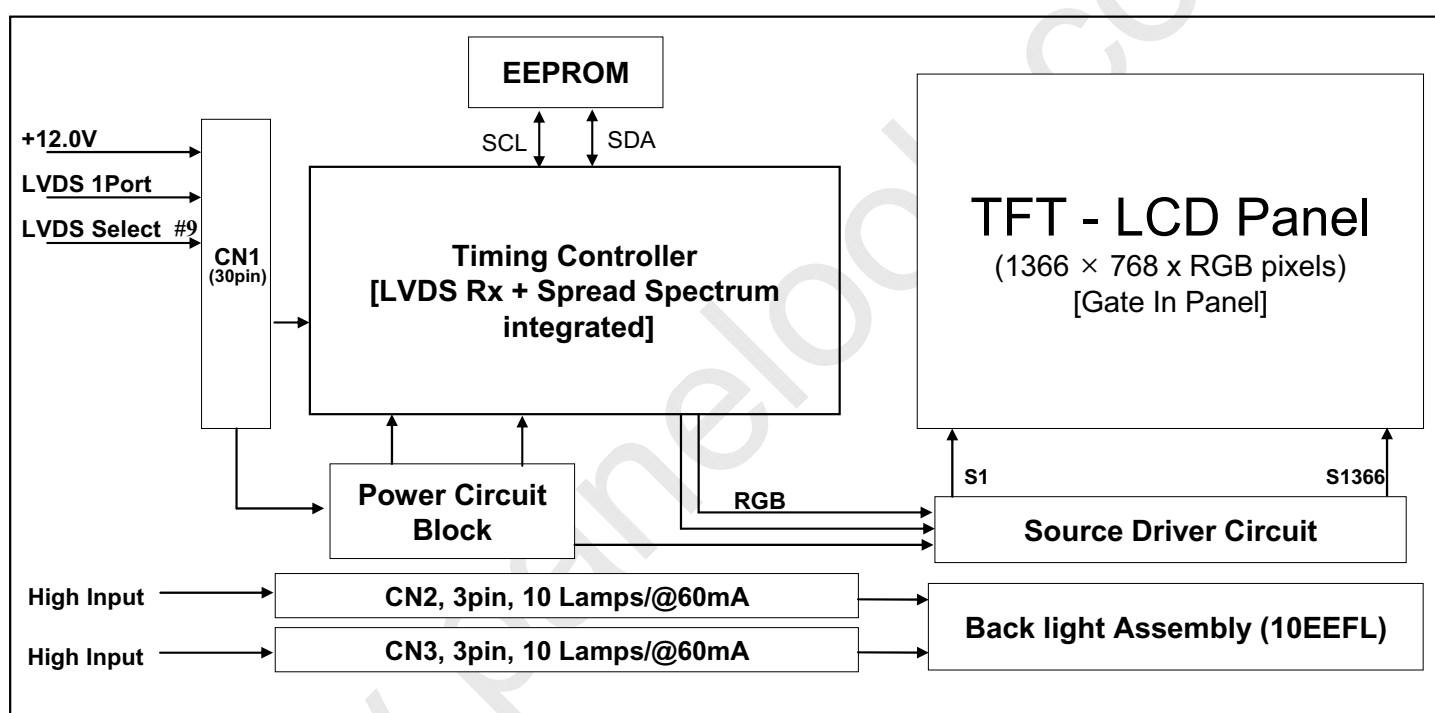 EEPROM
SCL
SDA
+12.0V
LVDS 1Port
LVDS Select #9
CN1
(30pin)
Timing Controller
[LVDS Rx + Spread Spectrum
integrated]
TFT - LCD Panel
(1366 × 768 x RGB pixels)
[Gate In Panel]
S1
S1366
Power Circuit
Block
RGB
Source Driver Circuit
High Input
CN2, 3pin, 10 Lamps/@60mA
High Input
CN3, 3pin, 10 Lamps/@60mA
Back light Assembly (10EEFL)